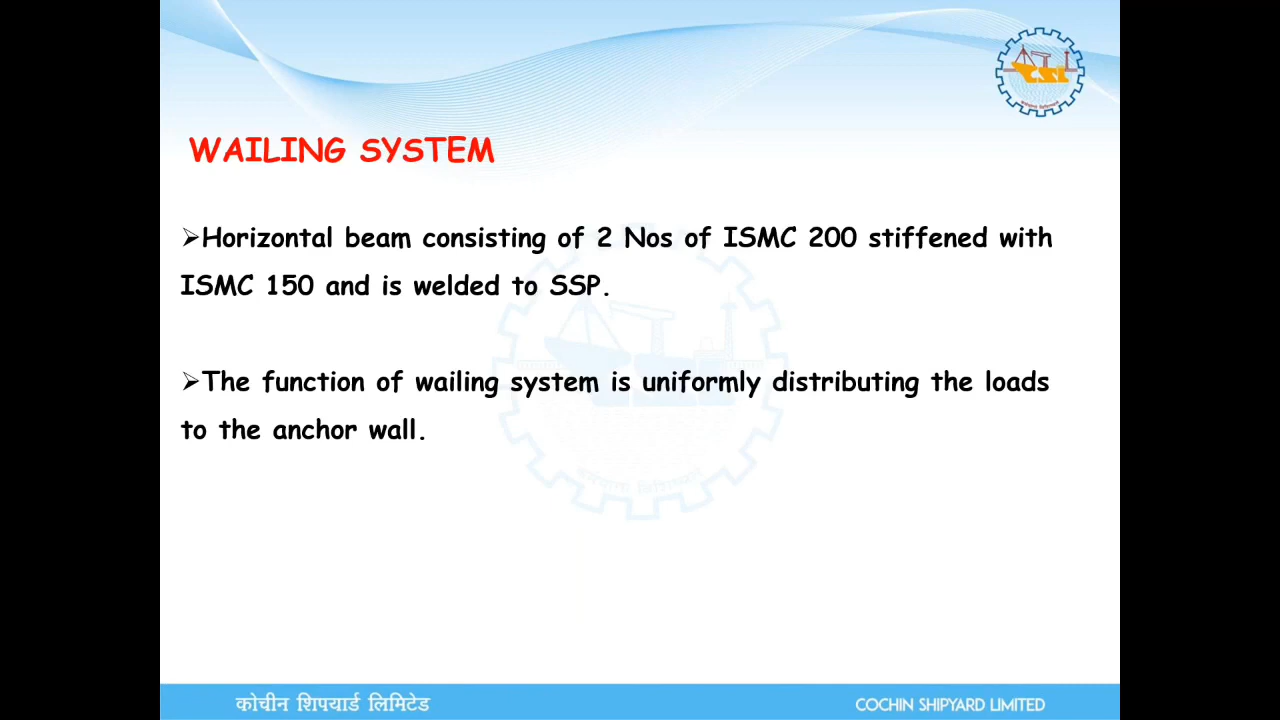 WAILING SYSTEM
➢Horizontal beam consisting of 2 Nos of ISMC 200 stiffened with
ISMC 150 and is welded to SSP.
➢The function of wailing system is uniformly distributing the loads
to the anchor wall.
कोचीन शिपयार्ड लिमिटेड
COCHIN SHIPYARD LIMITED